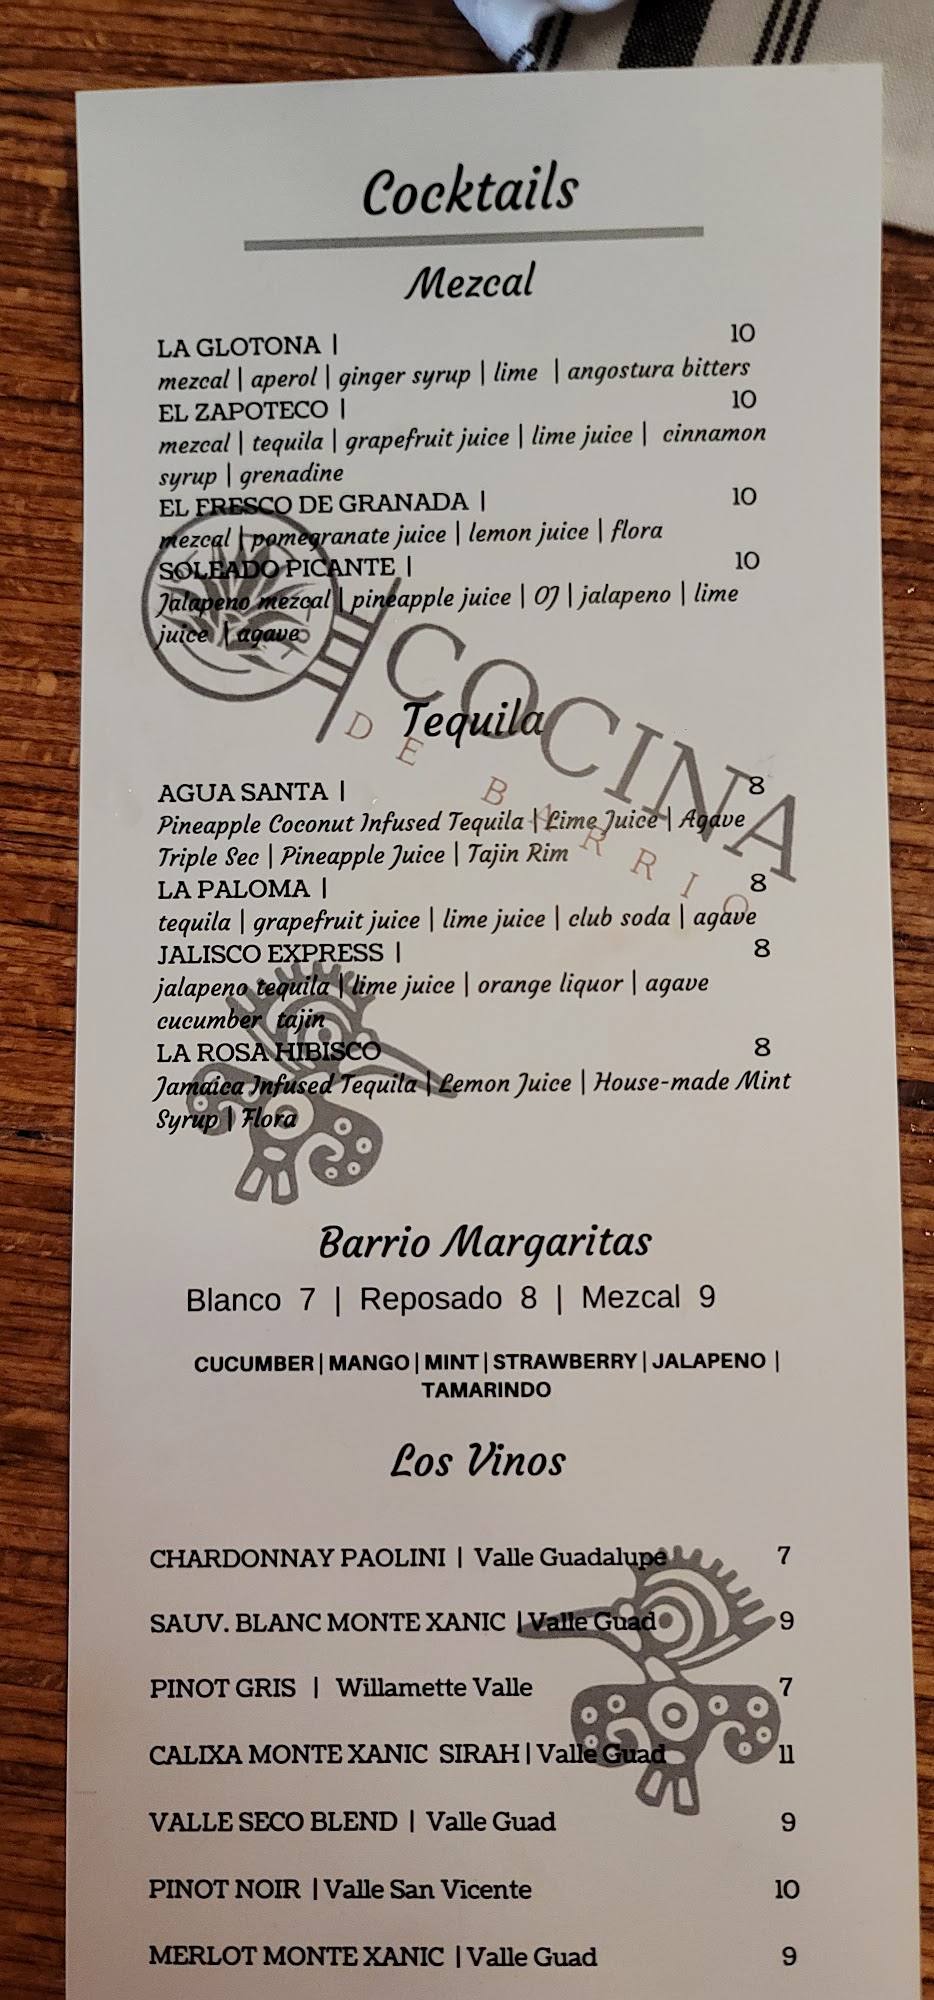 Cocktails
Mezcal
LA GLOTONA | 10
mezcal | aperol | ginger syrup | lime | angostura bitters
EL ZAPOTECO | 10
mezcal | tequila | grapefruit juice | lime juice | cinnamon
syrup | grenadine
EL FRESCO DE GRANADA | 10
mezcal | pomegranate juice | lemon juice | flora
SOLEADO PICANTE | 10
Jalapeno mezcal | pineapple juice | OJ | jalapeno | lime
juice | agave
COCINA
DE BARRIO
Tequila
AGUA SANTA | 8
Pineapple Coconut Infused Tequila | Lime Juice | Agave
Triple Sec | Pineapple Juice | Tajin Rim
LA PALOMA | 8
tequila | grapefruit juice | lime juice | club soda | agave
JALISCO EXPRESS | 8
jalapeno tequila | lime juice | orange liquor | agave
cucumber tajin
LA ROSA HIBISCO 8
Jamaica Infused Tequila | Lemon Juice | House-made Mint
Syrup | Flora
Barrio Margaritas
Blanco 7 | Reposado 8 | Mezcal 9
CUCUMBER | MANGO | MINT | STRAWBERRY | JALAPENO |
TAMARINDO
Los Vinos
CHARDONNAY PAOLINI | Valle Guadalupe 7
SAUV. BLANC MONTE XANIC | Valle Guad 9
PINOT GRIS | Willamette Valle 7
CALIXA MONTE XANIC SIRAH | Valle Guad 11
VALLE SECO BLEND | Valle Guad 9
PINOT NOIR | Valle San Vicente 10
MERLOT MONTE XANIC | Valle Guad 9